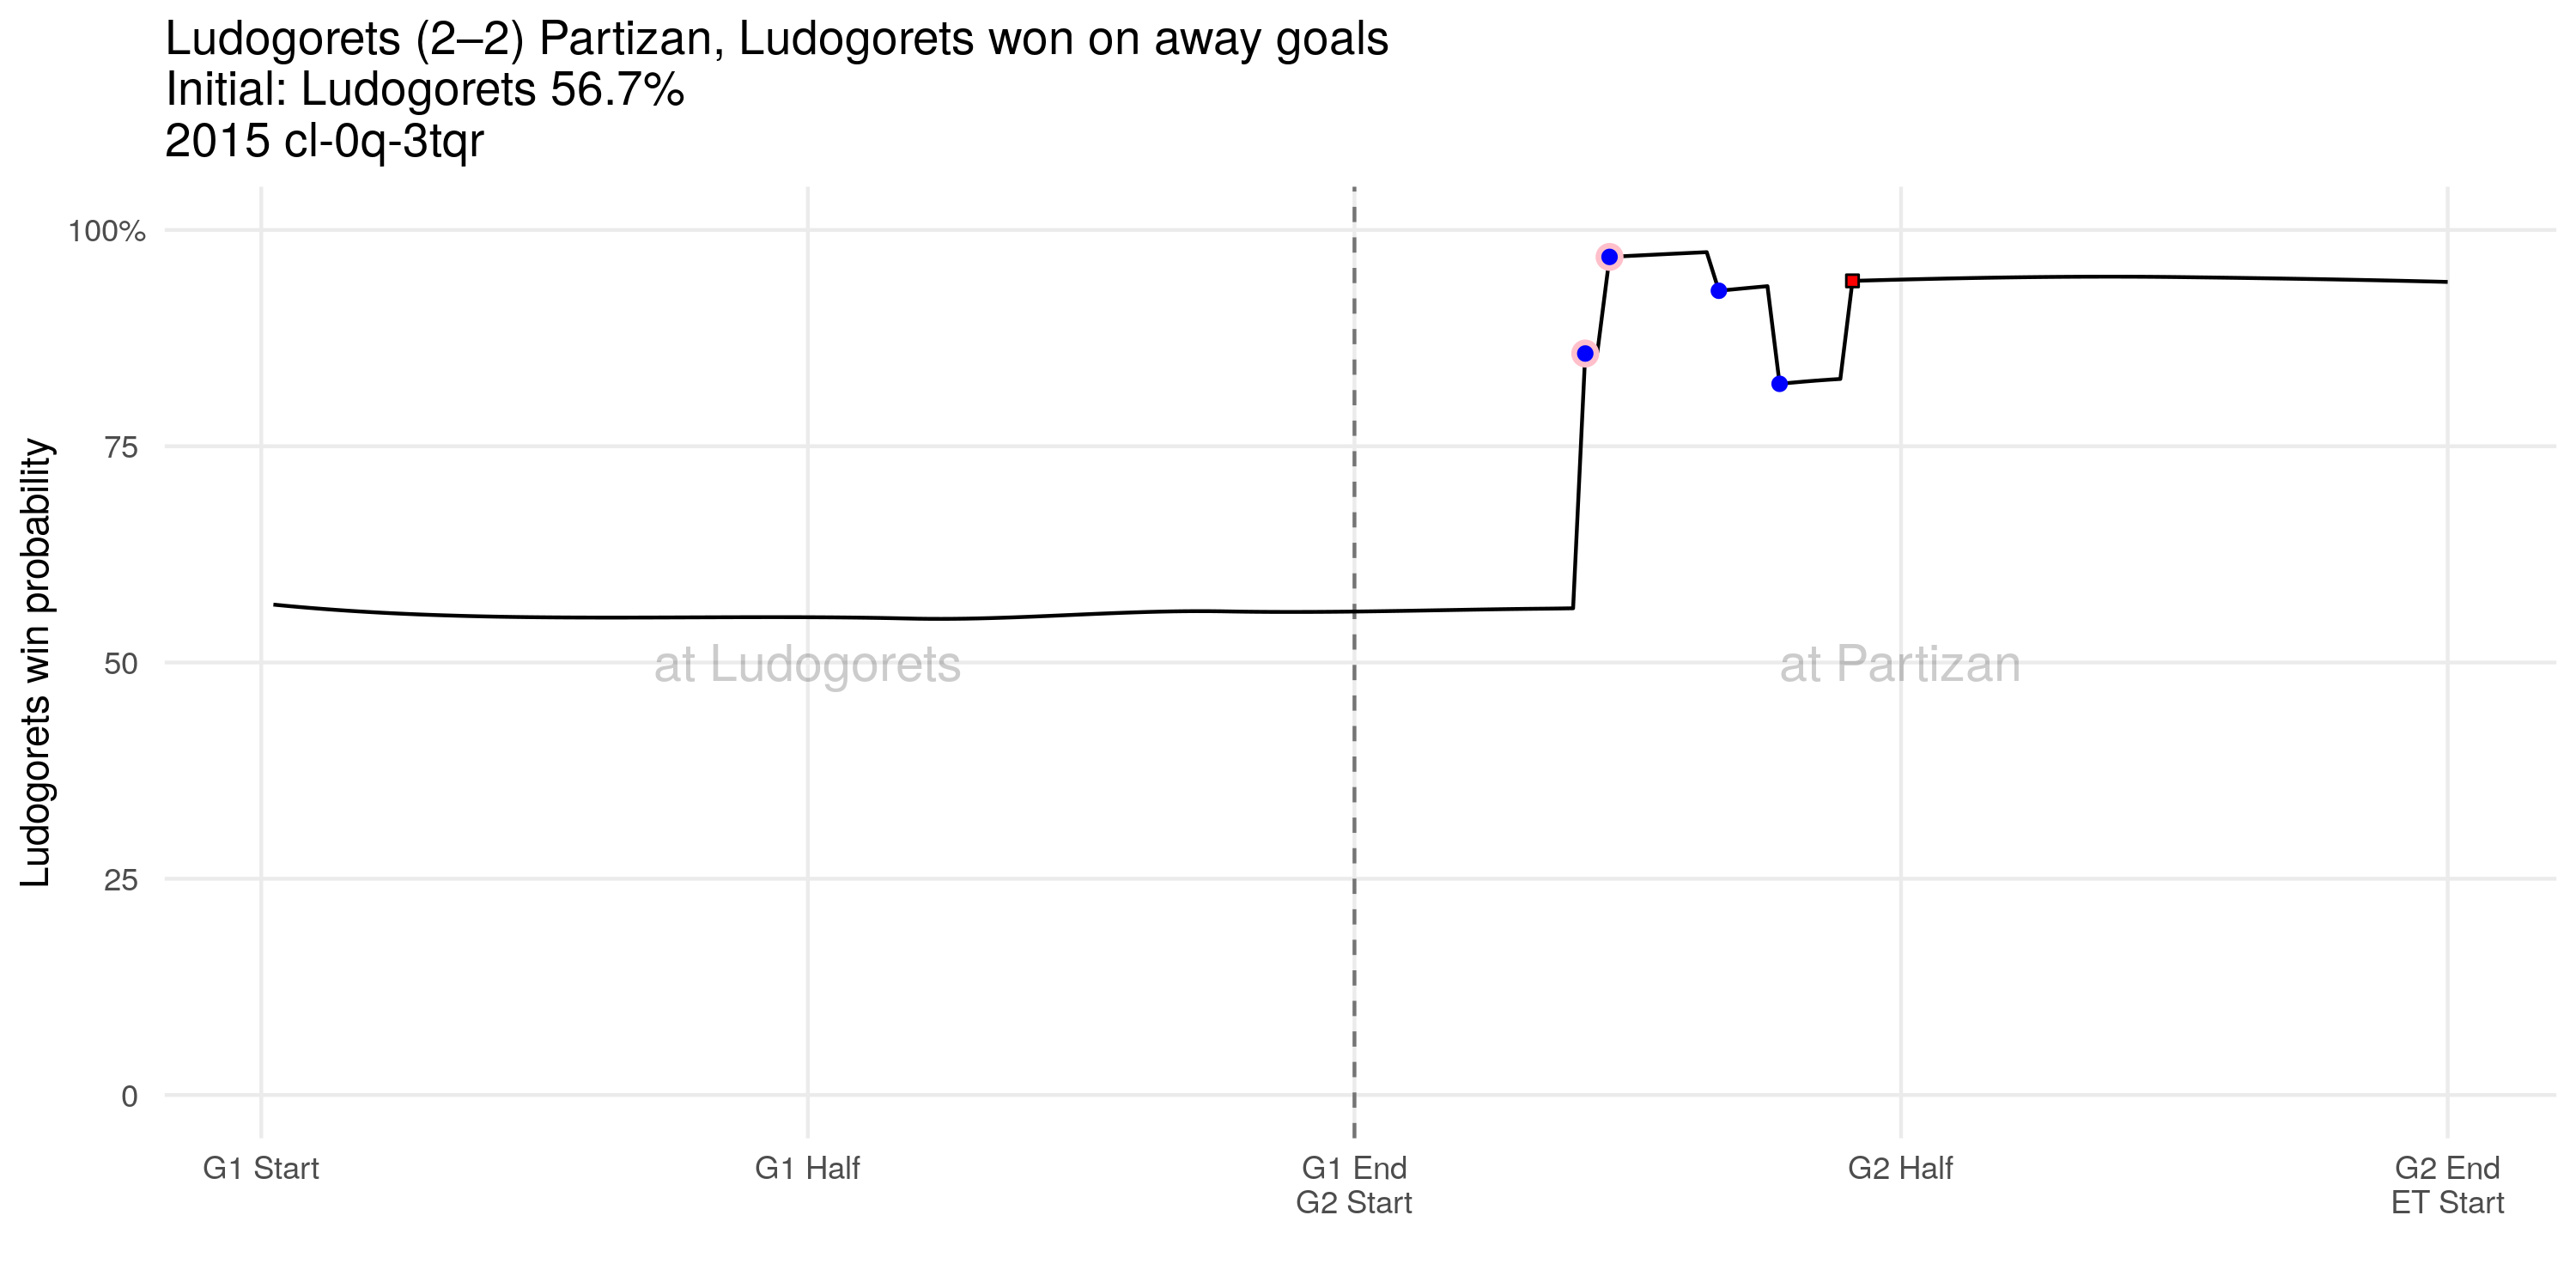 Ludogorets (2–2) Partizan, Ludogorets won on away goals
Initial: Ludogorets 56.7%
2015 cl-0q-3tqr
Ludogorets win probability
100%
75
50
25
0
at Ludogorets
at Partizan
G1 Start
G1 Half
G1 End
G2 Start
G2 Half
G2 End
ET Start